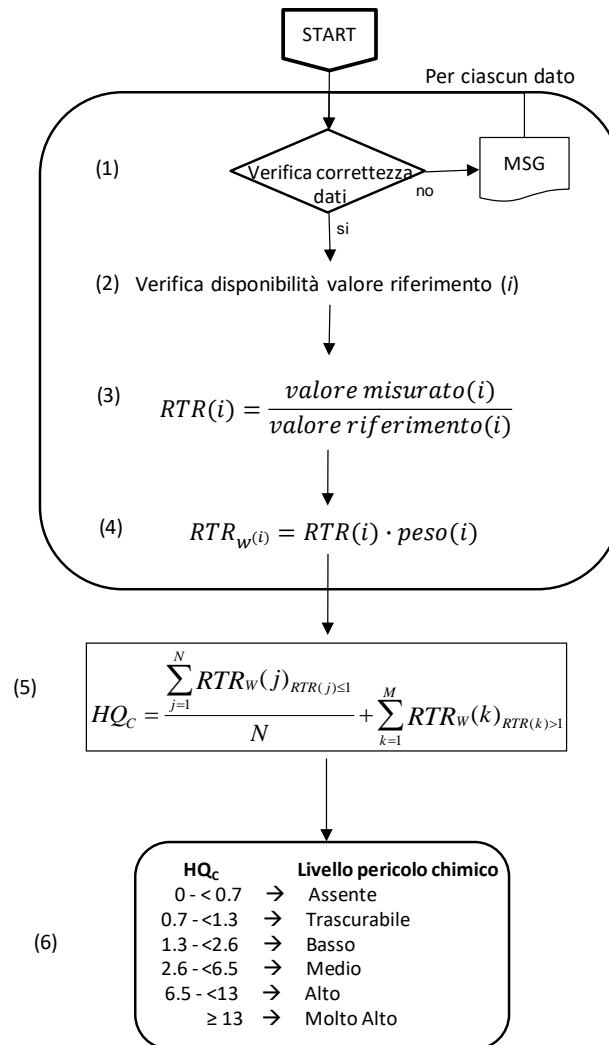 START
Per ciascun dato
(1)
Verifica correttezza
dati
no
MSG
si
(2) Verifica disponibilità valore riferimento (i)
(3) RTR(i) = valore misurato(i) / valore riferimento(i)
(4) RTR_w(i) = RTR(i) · peso(i)
(5) HQ_C = ∑_{j=1}^{N} RTR_W(j)_{RTR(j)≤1} / N + ∑_{k=1}^{M} RTR_W(k)_{RTR(k)>1}
HQ_C Livello pericolo chimico
0 - < 0.7 → Assente
0.7 - <1.3 → Trascurabile
(6) 1.3 - <2.6 → Basso
2.6 - <6.5 → Medio
6.5 - <13 → Alto
≥ 13 → Molto Alto